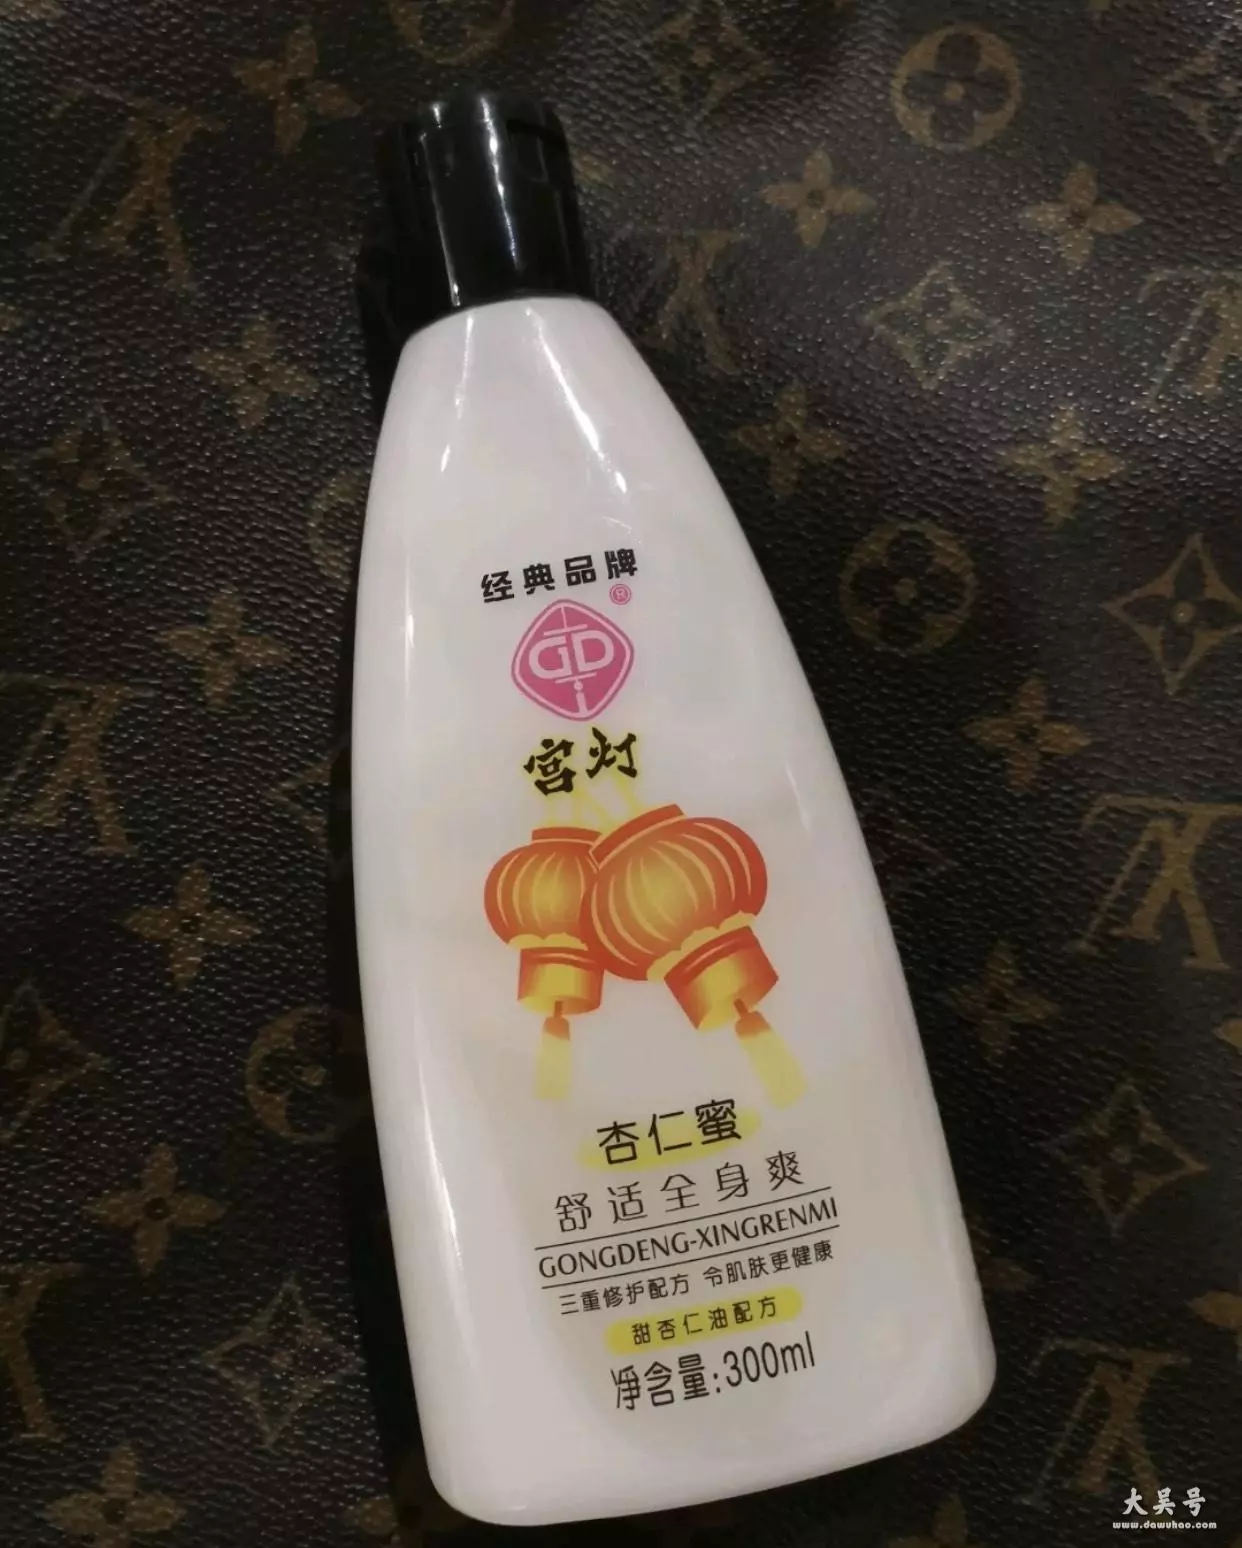 经典品牌
®
GD
宫灯
杏仁蜜
舒适全身爽
GONGDENG-XINGRENMI
三重修护配方 令肌肤更健康
甜杏仁油配方
净含量:300ml
大吴号
www.dawuhao.com